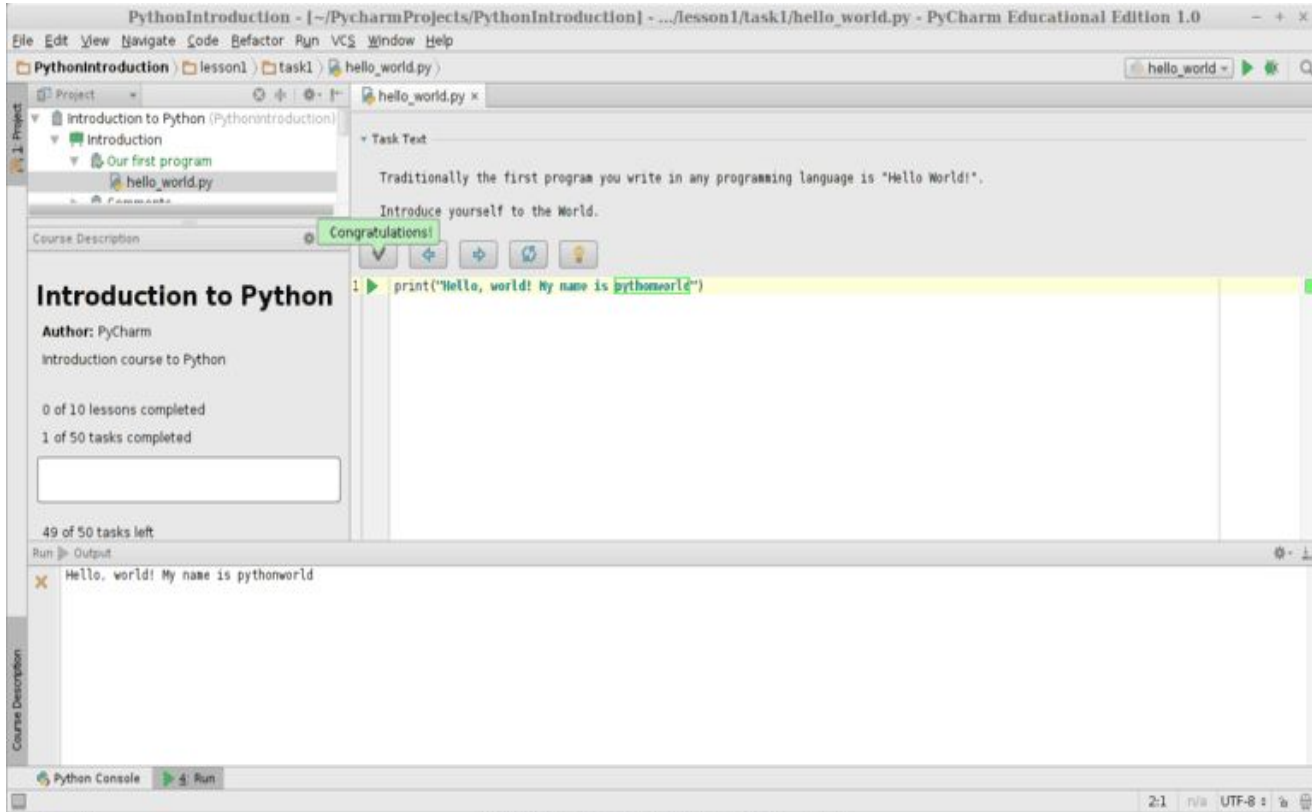 PythonIntroduction - [~/PycharmProjects/PythonIntroduction] - .../lesson1/task1/hello_world.py - PyCharm Educational Edition 1.0
File Edit View Navigate Code Refactor Run VCS Window Help
PythonIntroduction lesson1 task1 hello_world.py
hello_world
1: Project
Project
hello_world.py
Introduction to Python (PythonIntroduction)
Introduction
Our first program
hello_world.py
Comments
Task Text
Traditionally the first program you write in any programming language is "Hello World!".
Introduce yourself to the World.
Congratulations!
Course Description
Introduction to Python
Author: PyCharm
Introduction course to Python
0 of 10 lessons completed
1 of 50 tasks completed
49 of 50 tasks left
1 print("Hello, world! My name is pythonworld")
Run Output
Hello, world! My name is pythonworld
Course Description
Python Console 4: Run
2:1 n/a UTF-8